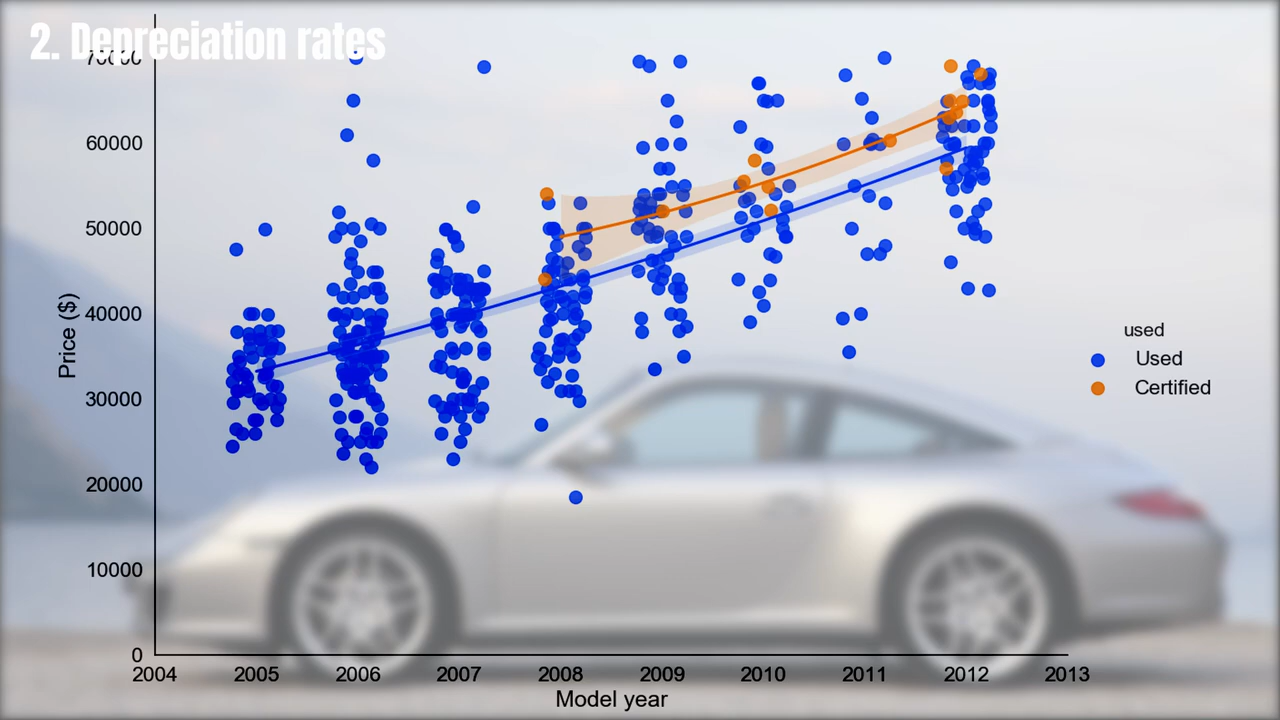 2. Depreciation rates
70000
60000
50000
40000
30000
20000
10000
0
Price ($)
2004 2005 2006 2007 2008 2009 2010 2011 2012 2013
Model year
used
Used
Certified